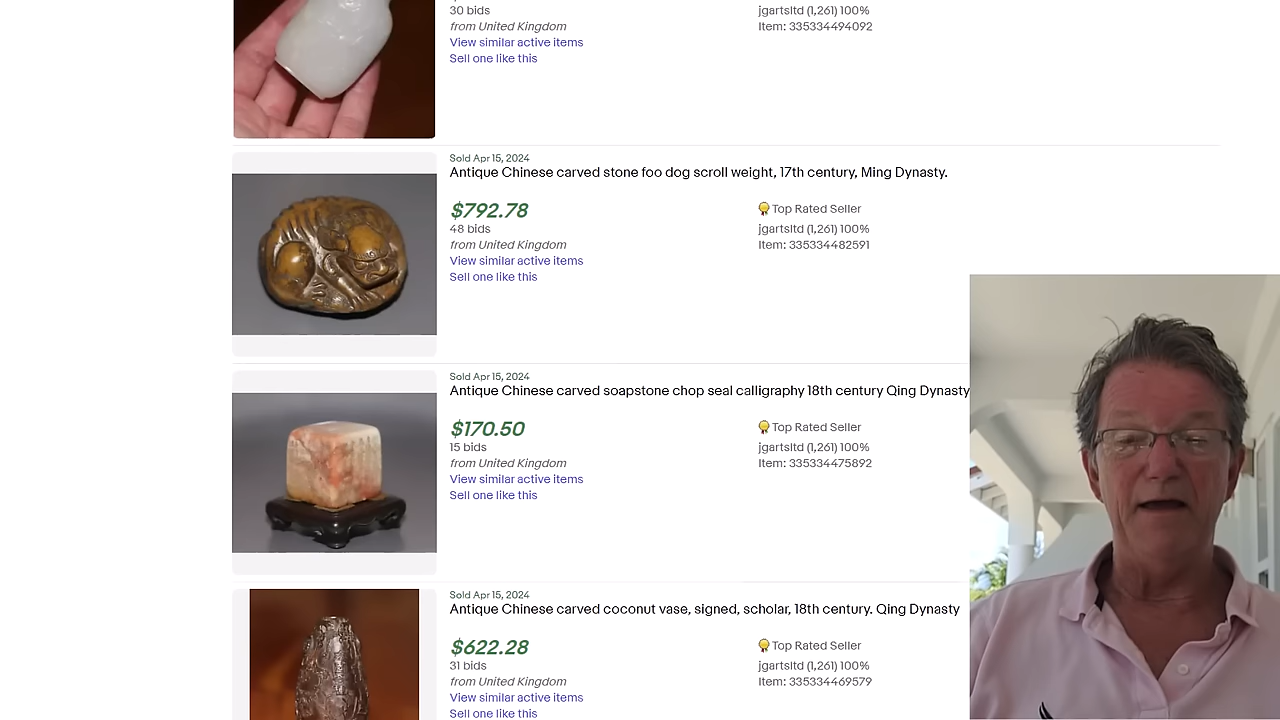 30 bids
jgartsltd (1,261) 100%
from United Kingdom
Item: 335334494092
View similar active items
Sell one like this
Sold Apr 15, 2024
Antique Chinese carved stone foo dog scroll weight, 17th century, Ming Dynasty.
$792.78
Top Rated Seller
48 bids
jgartsltd (1,261) 100%
from United Kingdom
Item: 335334482591
View similar active items
Sell one like this
Sold Apr 15, 2024
Antique Chinese carved soapstone chop seal calligraphy 18th century Qing Dynasty
$170.50
Top Rated Seller
15 bids
jgartsltd (1,261) 100%
from United Kingdom
Item: 335334475892
View similar active items
Sell one like this
Sold Apr 15, 2024
Antique Chinese carved coconut vase, signed, scholar, 18th century. Qing Dynasty
$622.28
Top Rated Seller
31 bids
jgartsltd (1,261) 100%
from United Kingdom
Item: 335334469579
View similar active items
Sell one like this